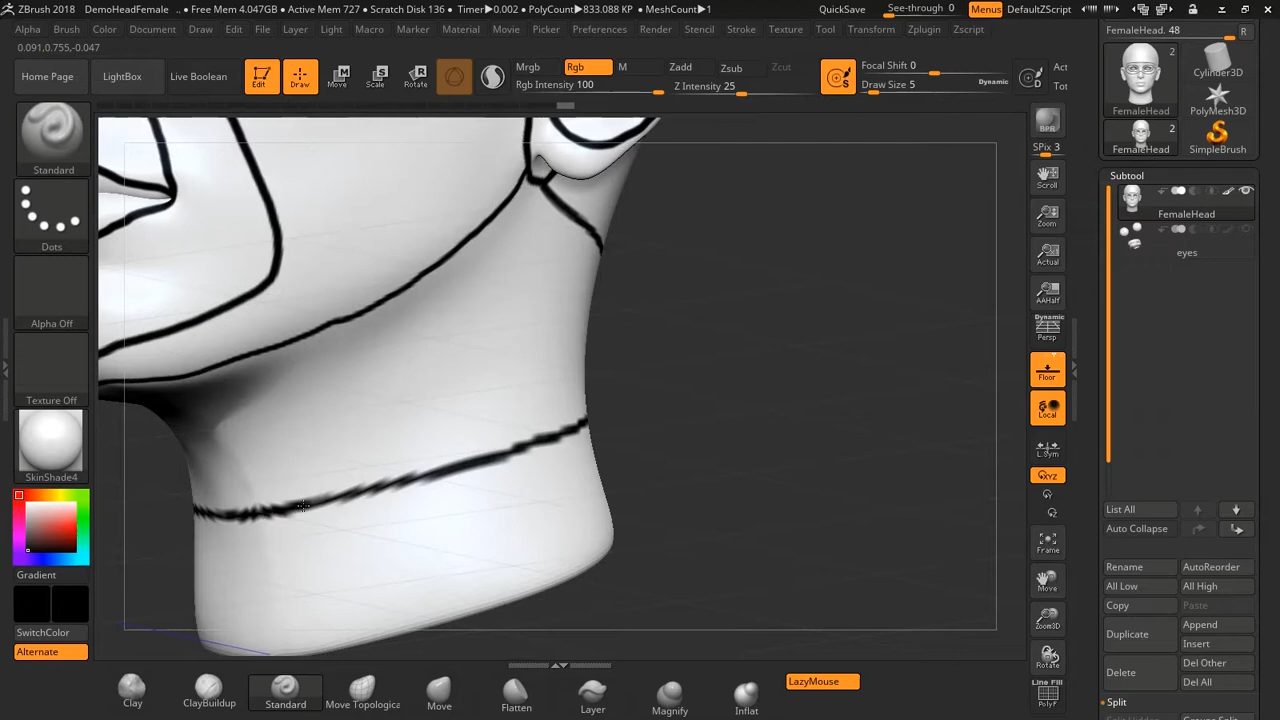 ZBrush 2018 DemoHeadFemale .. • Free Mem 4.047GB • Active Mem 727 • Scratch Disk 136 • Timer▶0.002 • PolyCount▶833.088 KP • MeshCount▶1 QuickSave See-through 0 Menus DefaultZScript
Alpha Brush Color Document Draw Edit File Layer Light Macro Marker Material Movie Picker Preferences Render Stencil Stroke Texture Tool Transform Zplugin Zscript
0.091,0.755,-0.047
Home Page LightBox Live Boolean Edit Draw Move Scale Rotate
Mrgb Rgb M Zadd Zsub Zcut
Rgb Intensity 100 Z Intensity 25
Focal Shift 0
Draw Size 5 Dynamic
Act
Tot
Standard
Dots
Alpha Off
Texture Off
SkinShade4
Gradient
SwitchColor
Alternate
Clay ClayBuildup Standard Move Topologica Move Flatten Layer Magnify Inflat
LazyMouse
BPR
SPix 3
Scroll
Zoom
Actual
AAHalf
Dynamic
Persp
Floor
Local
L.Sym
XYZ
Frame
Move
Zoom3D
Rotate
Line Fill
PolyF
FemaleHead. 48 R
2
FemaleHead
Cylinder3D
PolyMesh3D
2
FemaleHead
SimpleBrush
Subtool
FemaleHead
eyes
List All
Auto Collapse
Rename AutoReorder
All Low All High
Copy Paste
Duplicate Append
Insert
Delete Del Other
Del All
Split